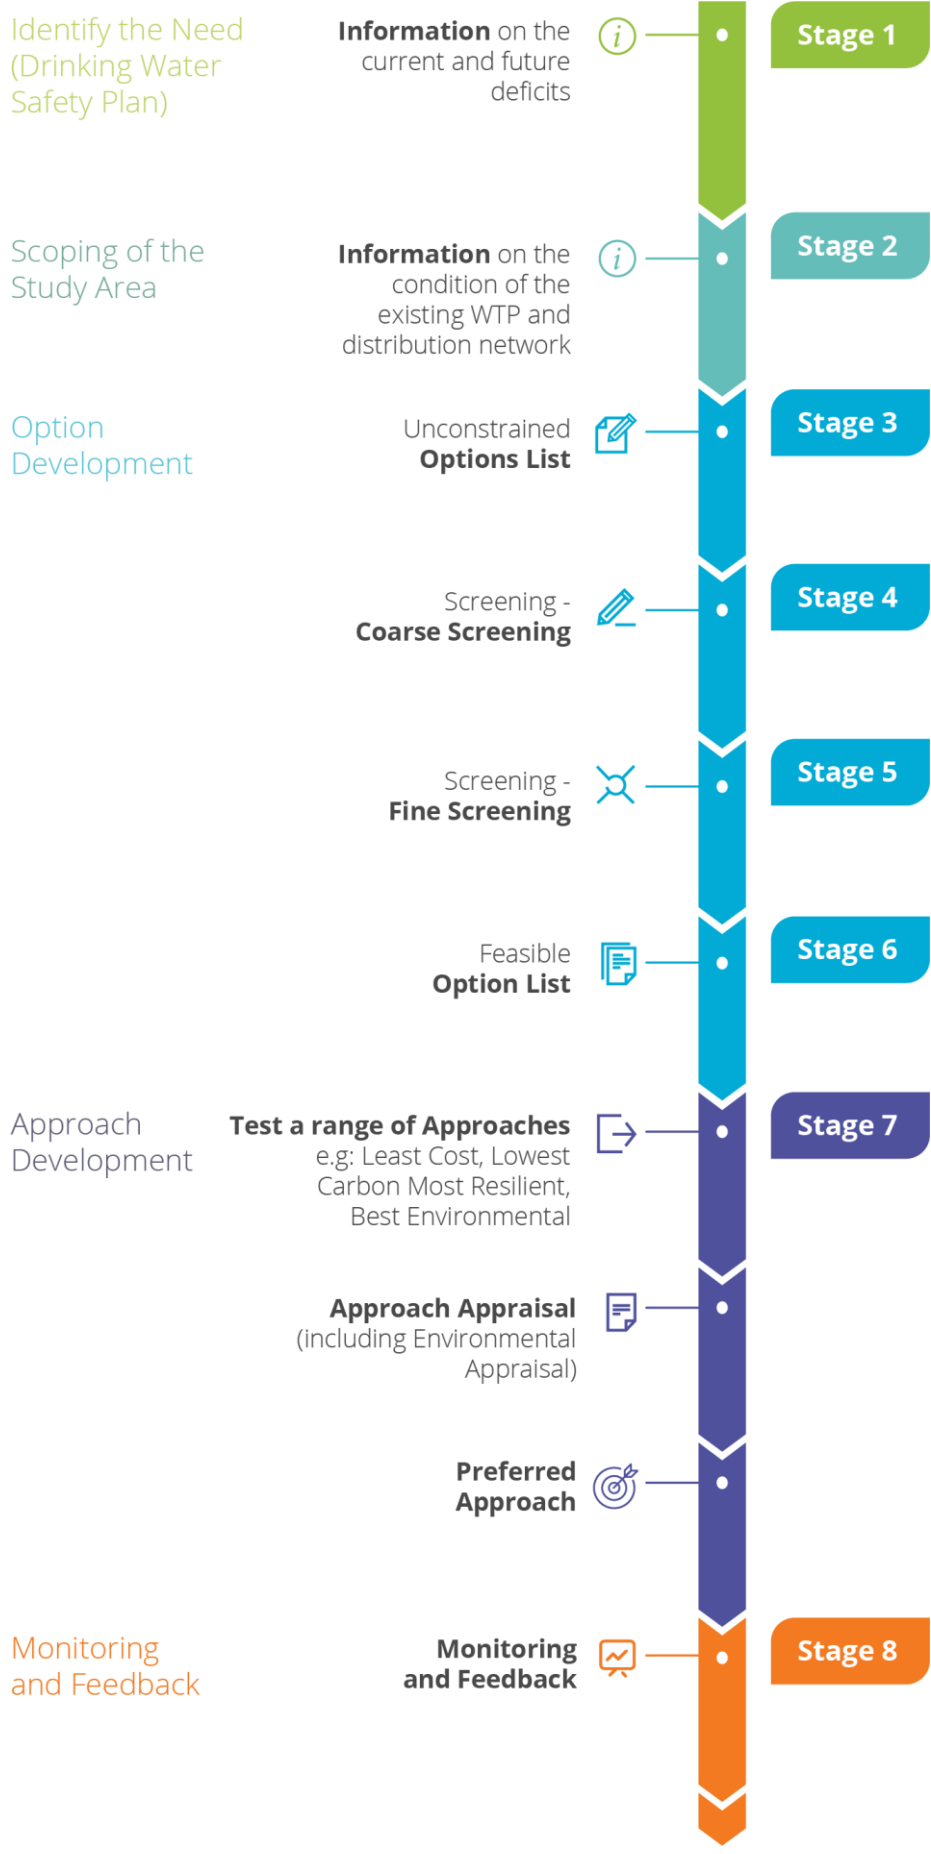 Identify the Need
(Drinking Water
Safety Plan)
Information on the
current and future
deficits
Stage 1
Scoping of the
Study Area
Information on the
condition of the
existing WTP and
distribution network
Stage 2
Option
Development
Unconstrained
Options List
Stage 3
Screening -
Coarse Screening
Stage 4
Screening -
Fine Screening
Stage 5
Feasible
Option List
Stage 6
Approach
Development
Test a range of Approaches
e.g: Least Cost, Lowest
Carbon Most Resilient,
Best Environmental
Stage 7
Approach Appraisal
(including Environmental
Appraisal)
Preferred
Approach
Monitoring
and Feedback
Monitoring
and Feedback
Stage 8